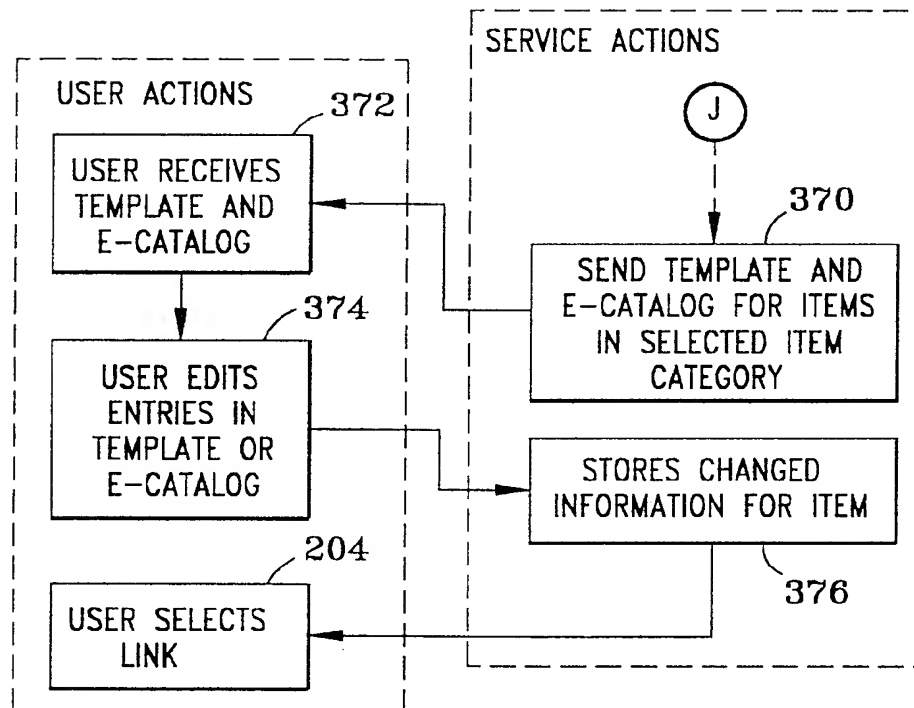 SERVICE ACTIONS
J
370
SEND TEMPLATE AND
E-CATALOG FOR ITEMS
IN SELECTED ITEM
CATEGORY
USER ACTIONS
372
USER RECEIVES
TEMPLATE AND
E-CATALOG
374
USER EDITS
ENTRIES IN
TEMPLATE OR
E-CATALOG
STORES CHANGED
INFORMATION FOR ITEM
376
204
USER SELECTS
LINK